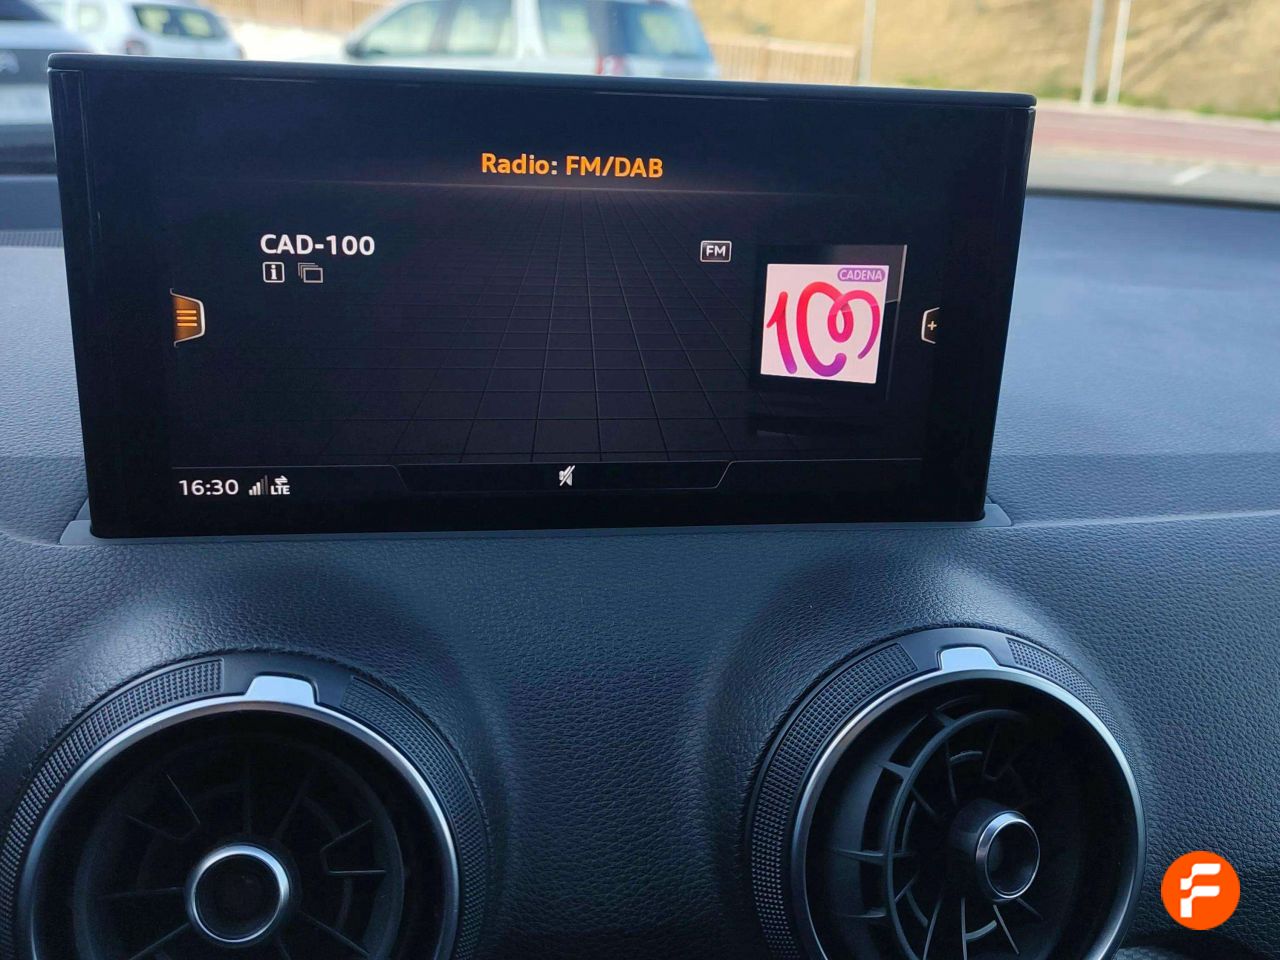 Radio: FM/DAB
CAD-100
FM
CADENA
100
16:30
LTE